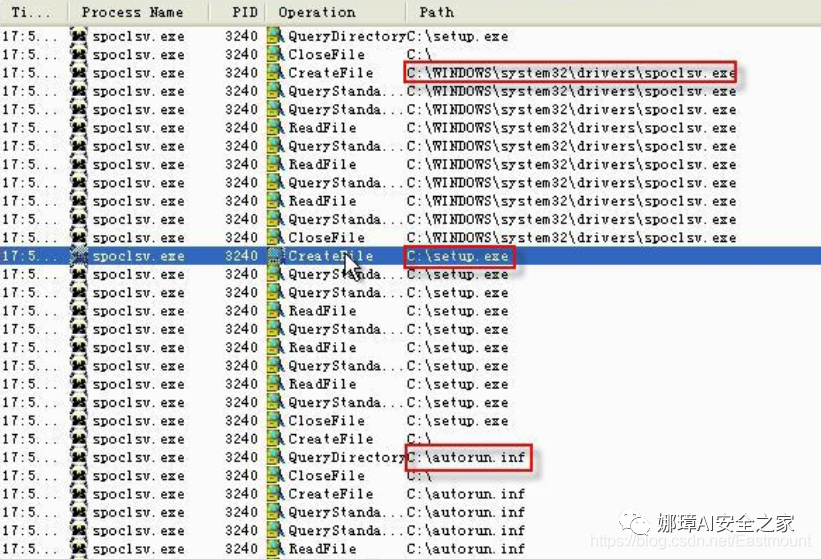 Ti... Process Name PID Operation Path
17:5... spoclsv.exe 3240 QueryDirectory C:\setup.exe
17:5... spoclsv.exe 3240 CloseFile C:\
17:5... spoclsv.exe 3240 CreateFile C:\WINDOWS\system32\drivers\spoclsv.exe
17:5... spoclsv.exe 3240 QueryStanda... C:\WINDOWS\system32\drivers\spoclsv.exe
17:5... spoclsv.exe 3240 QueryStanda... C:\WINDOWS\system32\drivers\spoclsv.exe
17:5... spoclsv.exe 3240 ReadFile C:\WINDOWS\system32\drivers\spoclsv.exe
17:5... spoclsv.exe 3240 QueryStanda... C:\WINDOWS\system32\drivers\spoclsv.exe
17:5... spoclsv.exe 3240 ReadFile C:\WINDOWS\system32\drivers\spoclsv.exe
17:5... spoclsv.exe 3240 QueryStanda... C:\WINDOWS\system32\drivers\spoclsv.exe
17:5... spoclsv.exe 3240 ReadFile C:\WINDOWS\system32\drivers\spoclsv.exe
17:5... spoclsv.exe 3240 QueryStanda... C:\WINDOWS\system32\drivers\spoclsv.exe
17:5... spoclsv.exe 3240 CloseFile C:\WINDOWS\system32\drivers\spoclsv.exe
17:5... spoclsv.exe 3240 CreateFile C:\setup.exe
17:5... spoclsv.exe 3240 QueryStanda... C:\setup.exe
17:5... spoclsv.exe 3240 QueryStanda... C:\setup.exe
17:5... spoclsv.exe 3240 ReadFile C:\setup.exe
17:5... spoclsv.exe 3240 QueryStanda... C:\setup.exe
17:5... spoclsv.exe 3240 ReadFile C:\setup.exe
17:5... spoclsv.exe 3240 QueryStanda... C:\setup.exe
17:5... spoclsv.exe 3240 ReadFile C:\setup.exe
17:5... spoclsv.exe 3240 QueryStanda... C:\setup.exe
17:5... spoclsv.exe 3240 CloseFile C:\setup.exe
17:5... spoclsv.exe 3240 CreateFile C:\
17:5... spoclsv.exe 3240 QueryDirectory C:\autorun.inf
17:5... spoclsv.exe 3240 CloseFile C:\
17:5... spoclsv.exe 3240 CreateFile C:\autorun.inf
17:5... spoclsv.exe 3240 QueryStanda... C:\autorun.inf
17:5... spoclsv.exe 3240 QueryStanda... C:\autorun.inf
17:5... spoclsv.exe 3240 ReadFile C:\autorun.inf
娜璋AI安全之家
https://blog.csdn.net/Eastmount